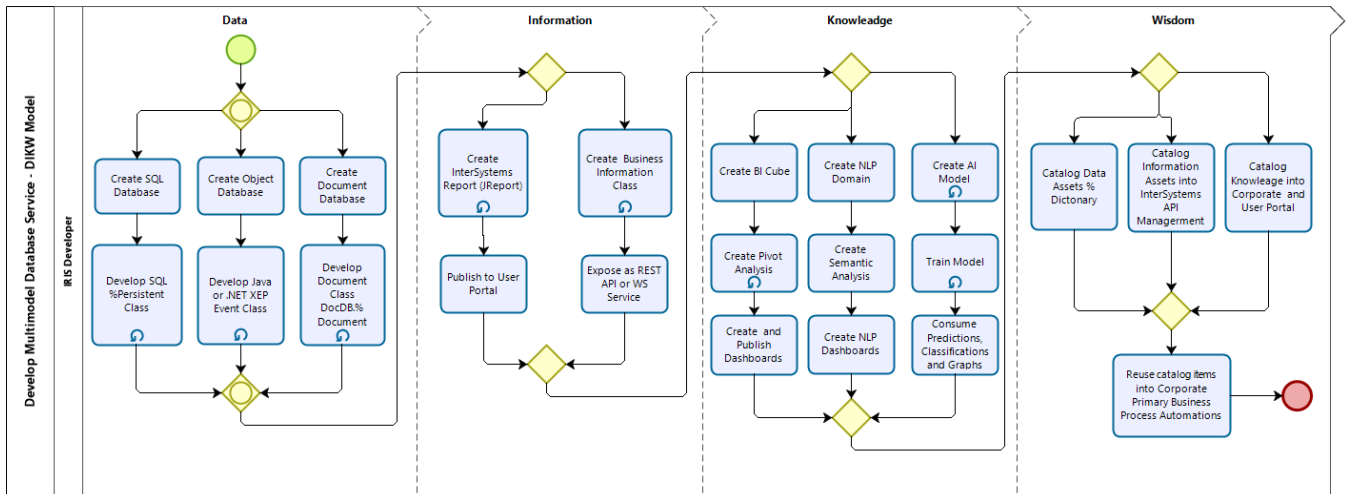 Develop Multimodel Database Service - DIKW Model
IRIS Developer
Data
Information
Knowleadge
Wisdom
Create SQL
Database
Create Object
Database
Create
Document
Database
Develop SQL
%Persistent
Class
Develop Java
or .NET XEP
Event Class
Develop
Document
Class
DocDB.%
Document
Create
InterSystems
Report (JReport)
Create Business
Information
Class
Publish to User
Portal
Expose as REST
API or WS
Service
Create BI Cube
Create NLP
Domain
Create AI
Model
Create Pivot
Analysis
Create
Semantic
Analysis
Train Model
Create and
Publish
Dashboards
Create NLP
Dashboards
Consume
Predictions,
Classifications
and Graphs
Catalog Data
Assets %
Dictonary
Catalog
Information
Assets into
InterSystems
API
Managerment
Catalog
Knowleage into
Corporate and
User Portal
Reuse catalog items
into Corporate
Primary Business
Process Automations